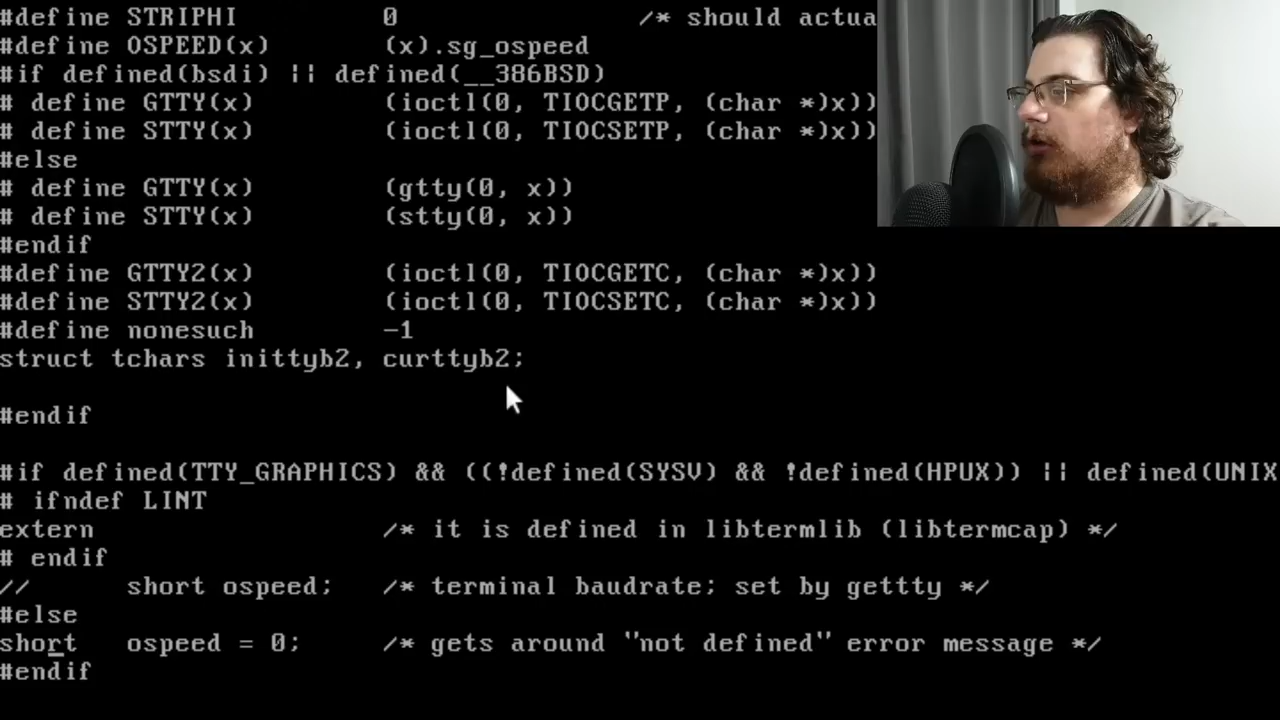 #define STRIPHI 0 /* should actua
#define OSPEED(x) (x).sg_ospeed
#if defined(bsdi) || defined(__386BSD)
# define GTTY(x) (ioctl(0, TIOCGETP, (char *)x))
# define STTY(x) (ioctl(0, TIOCSETP, (char *)x))
#else
# define GTTY(x) (gtty(0, x))
# define STTY(x) (stty(0, x))
#endif
#define GTTY2(x) (ioctl(0, TIOCGETC, (char *)x))
#define STTY2(x) (ioctl(0, TIOCSETC, (char *)x))
#define nonesuch -1
struct tchars inittyb2, curttyb2;
#endif
#if defined(TTY_GRAPHICS) && ((!defined(SYSV) && !defined(HPUX)) || defined(UNIX
# ifndef LINT
extern /* it is defined in libtermlib (libtermcap) */
# endif
// short ospeed; /* terminal baudrate; set by gettty */
#else
short ospeed = 0; /* gets around "not defined" error message */
#endif